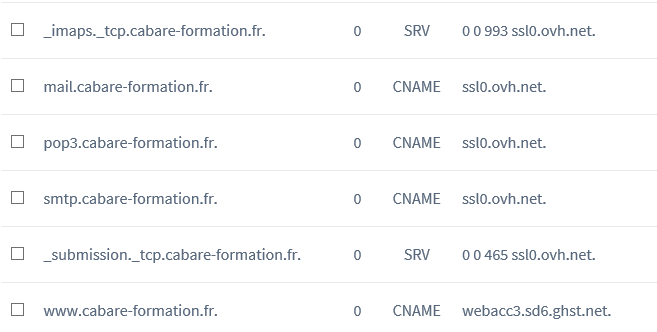 _imaps._tcp.cabare-formation.fr. 0 SRV 0 0 993 ssl0.ovh.net.
mail.cabare-formation.fr. 0 CNAME ssl0.ovh.net.
pop3.cabare-formation.fr. 0 CNAME ssl0.ovh.net.
smtp.cabare-formation.fr. 0 CNAME ssl0.ovh.net.
_submission._tcp.cabare-formation.fr. 0 SRV 0 0 465 ssl0.ovh.net.
www.cabare-formation.fr. 0 CNAME webacc3.sd6.ghst.net.